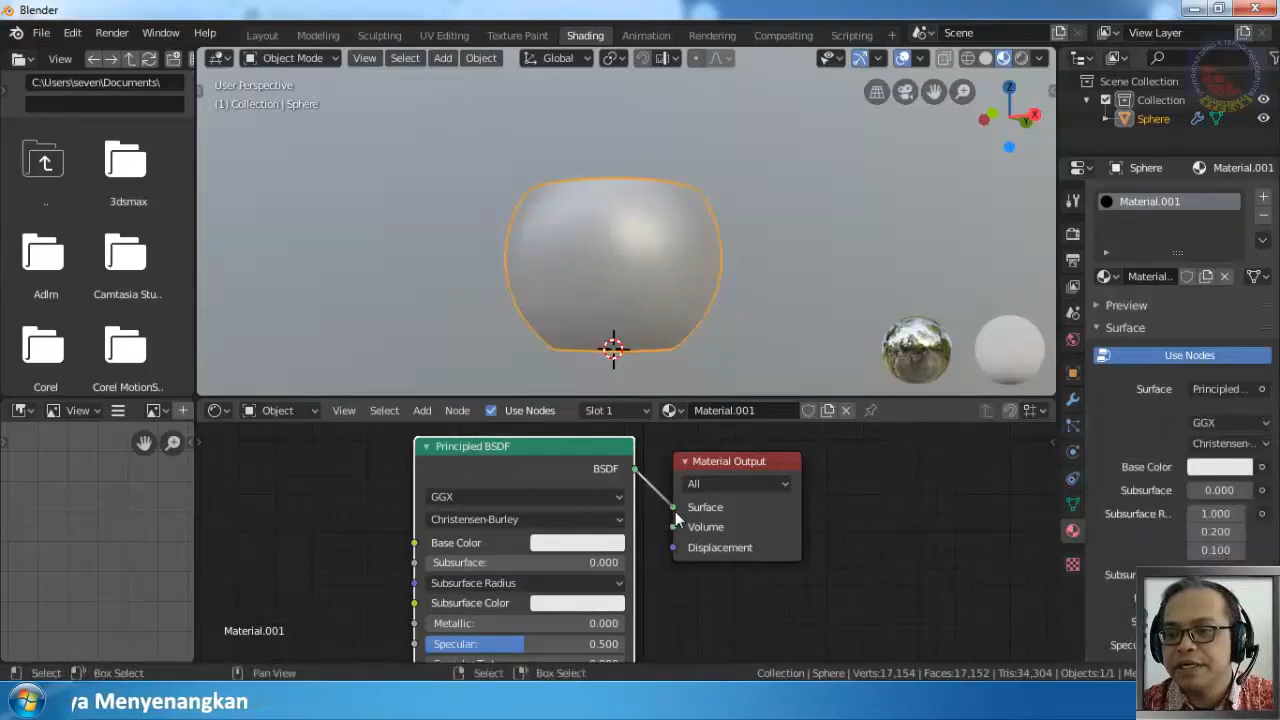 Blender
File Edit Render Window Help
Layout Modeling Sculpting UV Editing Texture Paint Shading Animation Rendering Compositing Scripting
Scene
View Layer
View
Object Mode View Select Add Object Global
C:\Users\seven\Documents\
User Perspective
(1) Collection | Sphere
Scene Collection
Collection
Sphere
Z
X
Y
..
3dsmax
AdIm
Camtasia Stu..
Corel
Corel MotionS..
Sphere
Material.001
Material.001
Material..
Preview
Surface
Use Nodes
Surface
Principled..
GGX
Christensen-..
Base Color
Subsurface
0.000
Subsurface R..
1.000
0.200
0.100
View
Object View Select Add Node Use Nodes Slot 1 Material.001
Principled BSDF
BSDF
GGX
Christensen-Burley
Base Color
Subsurface: 0.000
Subsurface Radius
Subsurface Color
Metallic: 0.000
Specular: 0.500
Material Output
All
Surface
Volume
Displacement
Material.001
Select Box Select Pan View Select Box Select
Collection | Sphere | Verts:17,154 | Faces:17,152 | Tris:34,304 | Objects:1/1 | Mem
ya Menyenangkan